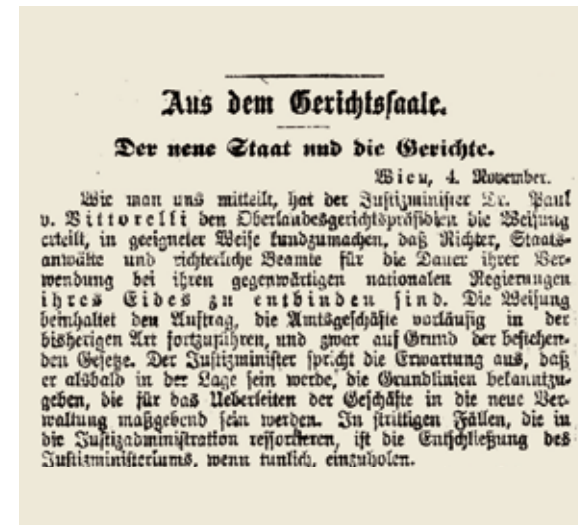 Aus dem Gerichtssaale.
Der neue Staat und die Gerichte.
Wien, 4. November.
Wie man uns mitteilt, hat der Justizminister Dr. Paul
v. Vittorelli den Oberlandesgerichtspräsidien die Weisung
erteilt, in geeigneter Weise kundzumachen, daß Richter, Staats-
anwälte und richterliche Beamte für die Dauer ihrer Ver-
wendung bei ihren gegenwärtigen nationalen Regierungen
ihres Eides zu entbinden sind. Die Weisung
beinhaltet den Auftrag, die Amtsgeschäfte vorläufig in der
bisherigen Art fortzuführen, und zwar auf Grund der bestehen-
den Gesetze. Der Justizminister spricht die Erwartung aus, daß
er alsbald in der Lage sein werde, die Grundlinien bekanntzu-
geben, die für das Ueberleiten der Geschäfte in die neue Ver-
waltung maßgebend sein werden. In strittigen Fällen, die in
die Justizadministration ressortieren, ist die Entschließung des
Justizministeriums, wenn tunlich, einzuholen.